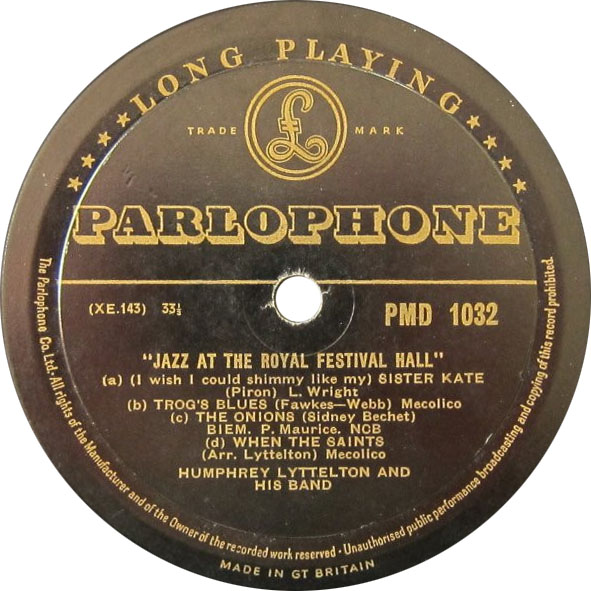 ★★★★LONG PLAYING★★★★
TRADE £ MARK
PARLOPHONE
(XE.143) 33⅓
PMD 1032
"JAZZ AT THE ROYAL FESTIVAL HALL"
(a) (I wish I could shimmy like my) SISTER KATE
(Piron) L. Wright
(b) TROG'S BLUES (Fawkes—Webb) Mecolico
(c) THE ONIONS (Sidney Bechet)
BIEM. P. Maurice. NCB
(d) WHEN THE SAINTS
(Arr. Lyttelton) Mecolico
HUMPHREY LYTTELTON AND
HIS BAND
The Parlophone Co. Ltd. All rights of the Manufacturer and of the Owner of the recorded work reserved · Unauthorised public performance broadcasting and copying of this record prohibited.
MADE IN GT BRITAIN